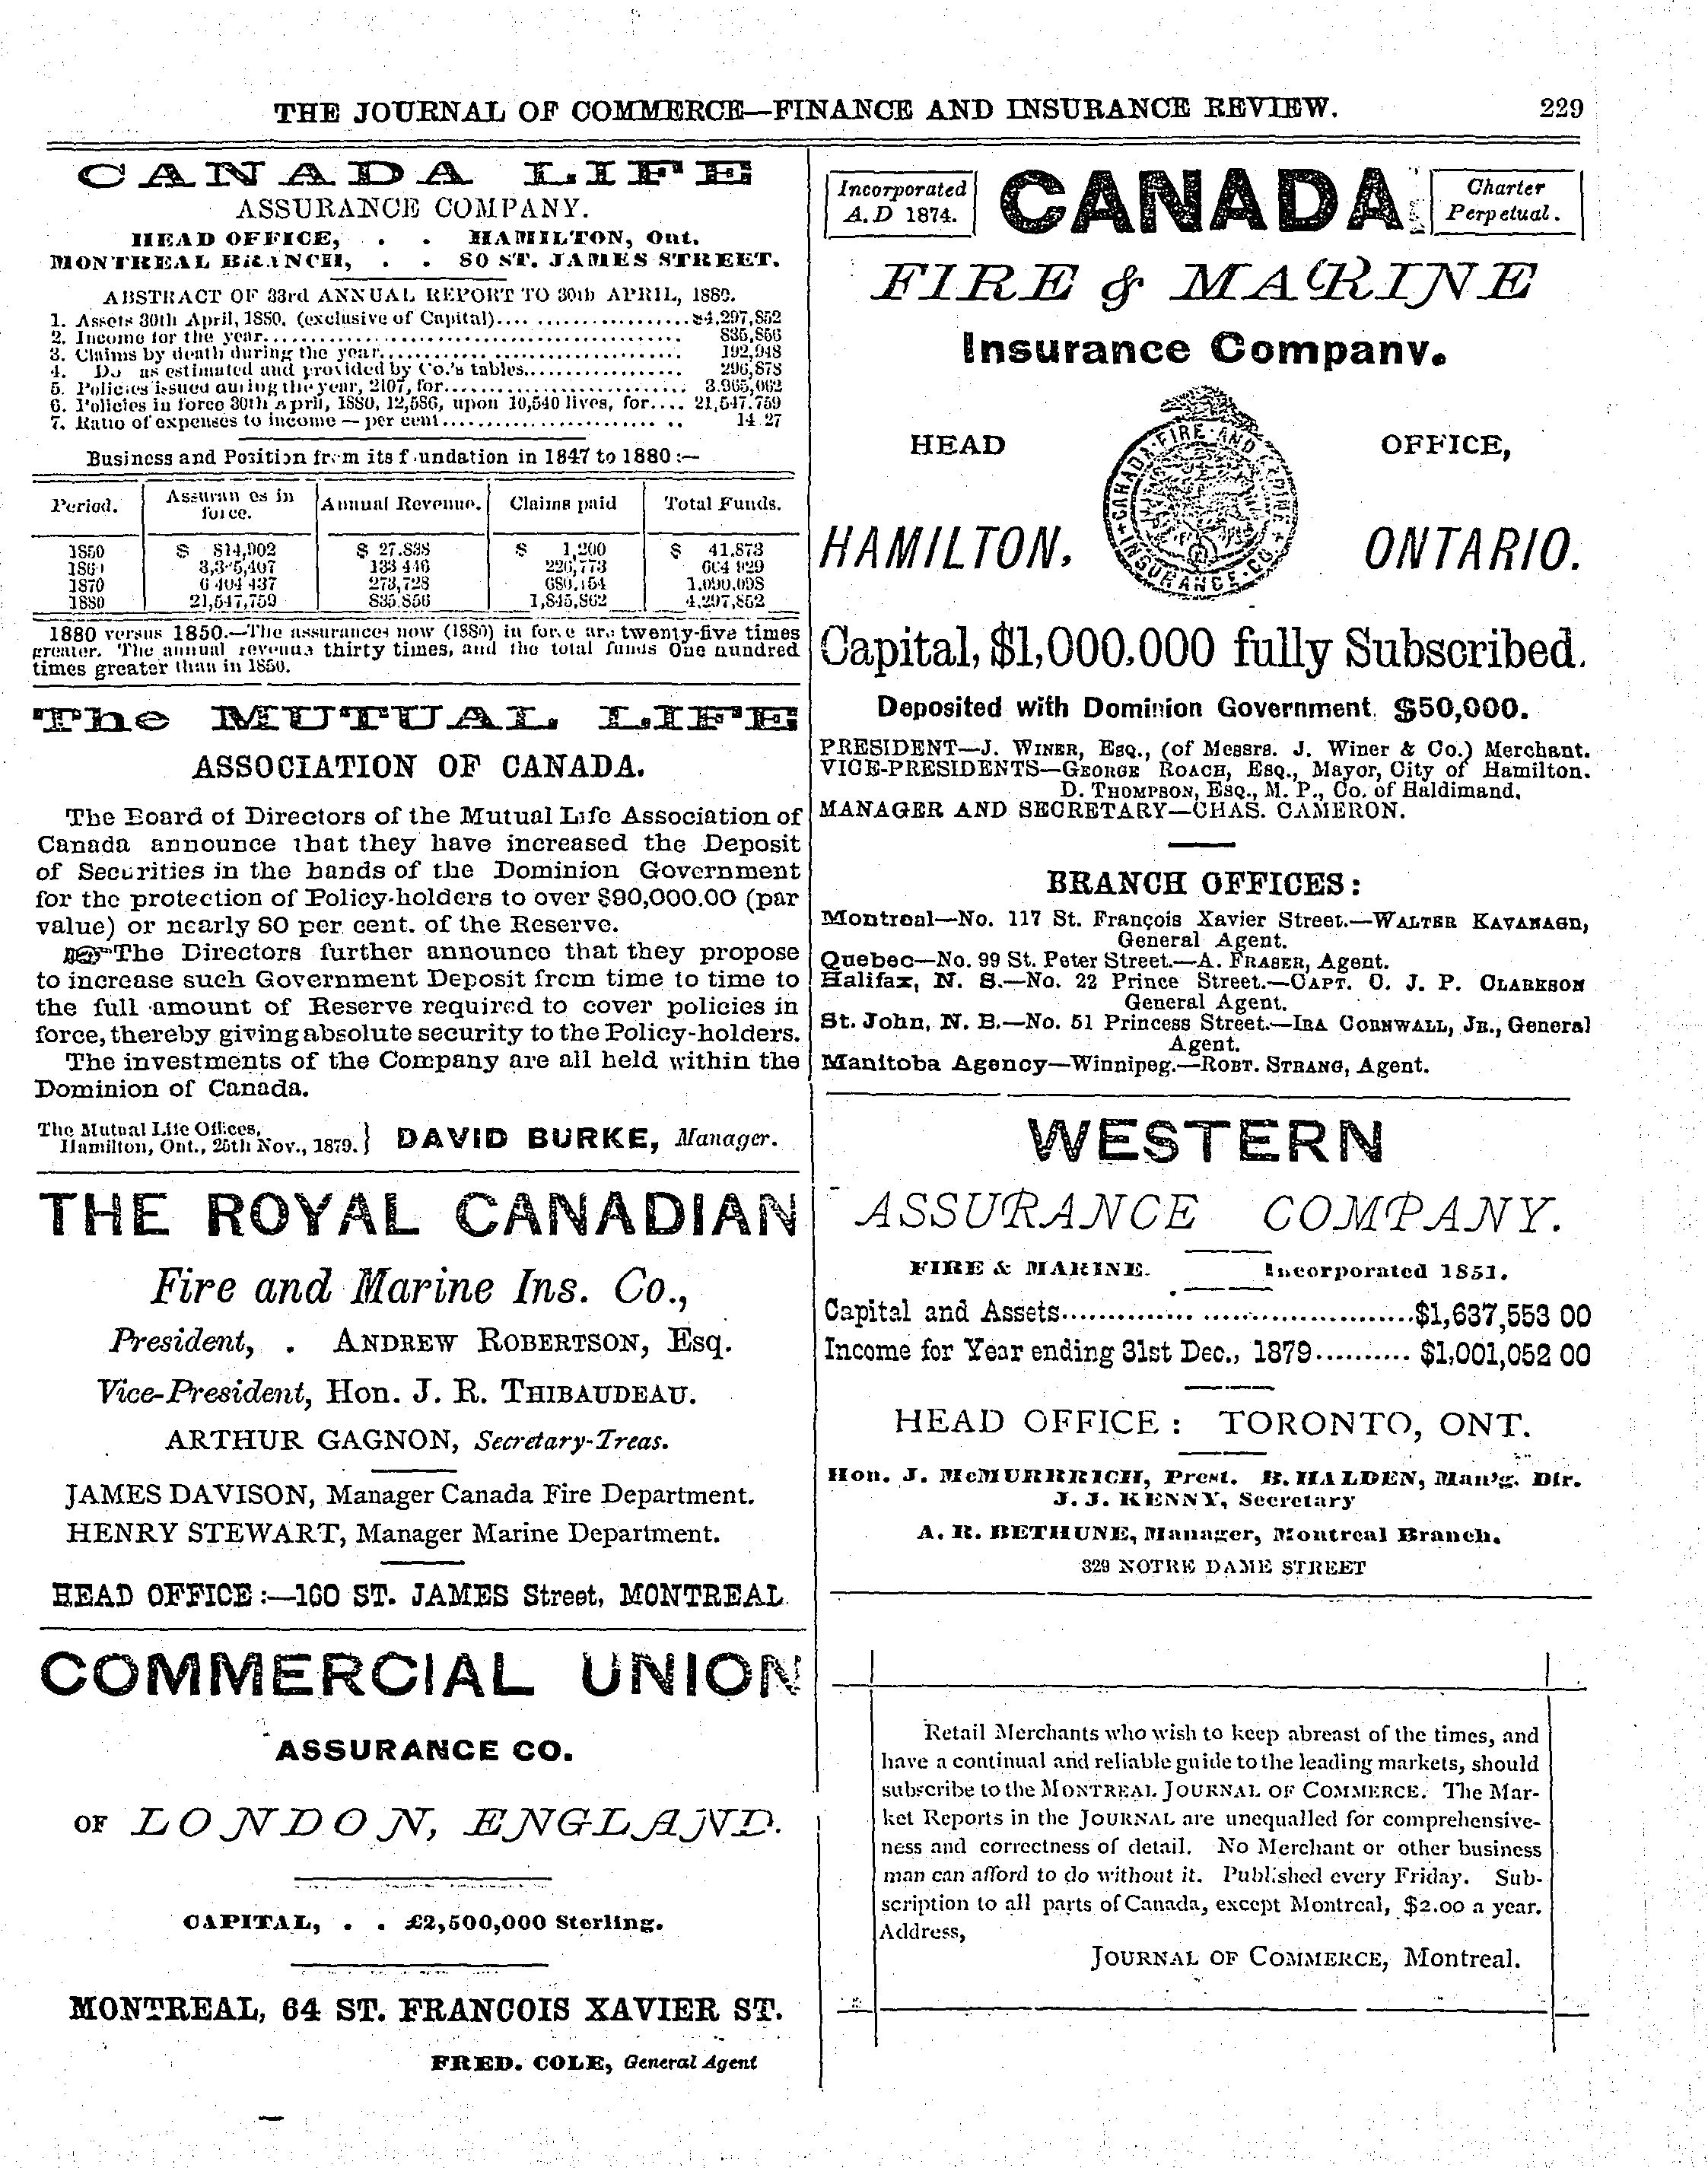 THE JOURNAL OF COMMERCE—FINANCE AND INSURANCE REVIEW. 229
CANADA LIFE
ASSURANCE COMPANY.
HEAD OFFICE, . . HAMILTON, Ont.
MONTREAL BRANCH, . . 80 ST. JAMES STREET.
ABSTRACT OF 33rd ANNUAL REPORT TO 30th APRIL, 1880.
1. Assets 30th April, 1880, (exclusive of Capital).... $4,297,852
2. Income for the year.... 835,856
3. Claims by death during the year.... 192,948
4. Do as estimated and provided by Co.'s tables.... 296,878
5. Policies issued during the year, 2107, for.... 3.965,062
6. Policies in force 30th April, 1880, 12,586, upon 10,540 lives, for.... 21,547.759
7. Ratio of expenses to income — per cent.... 14 27
Business and Position from its foundation in 1847 to 1880 :—
Period. Assurances in force. Annual Revenue. Claims paid Total Funds.
1850 $ 814,902 $ 27.838 $ 1,200 $ 41.873
133 446 226,773 664 929
1870 6 404 437 273,728 680,154 1.090.098
1880 21,547,759 835.856 1,845,862 4.297,852
1880 versus 1850.—The assurances now (1880) in force are twenty-five times
greater. The annual revenue thirty times, and the total funds One hundred
times greater than in 1850.
The MUTUAL LIFE
ASSOCIATION OF CANADA.
The Board of Directors of the Mutual Life Association of
Canada announce that they have increased the Deposit
of Securities in the hands of the Dominion Government
for the protection of Policy-holders to over $90,000.00 (par
value) or nearly 80 per cent. of the Reserve.
☞The Directors further announce that they propose
to increase such Government Deposit from time to time to
the full amount of Reserve required to cover policies in
force, thereby giving absolute security to the Policy-holders.
The investments of the Company are all held within the
Dominion of Canada.
The Mutual Life Offices,
Hamilton, Ont., 25th Nov., 1879. } DAVID BURKE, Manager.
THE ROYAL CANADIAN
Fire and Marine Ins. Co.,
President, . ANDREW ROBERTSON, Esq.
Vice-President, Hon. J. R. THIBAUDEAU.
ARTHUR GAGNON, Secretary-Treas.
JAMES DAVISON, Manager Canada Fire Department.
HENRY STEWART, Manager Marine Department.
HEAD OFFICE :—160 ST. JAMES Street, MONTREAL
COMMERCIAL UNION
ASSURANCE CO.
OF LONDON, ENGLAND.
CAPITAL, . . £2,500,000 Sterling.
MONTREAL, 64 ST. FRANCOIS XAVIER ST.
FRED. COLE, General Agent
Incorporated
A.D 1874.
CANADA
Charter
Perpetual.
FIRE & MARINE
Insurance Company.
HEAD OFFICE,
CANADA FIRE AND MARINE INSURANCE CO.
HAMILTON, ONTARIO.
Capital, $1,000,000 fully Subscribed.
Deposited with Dominion Government, $50,000.
PRESIDENT—J. WINER, ESQ., (of Messrs. J. Winer & Co.) Merchant.
VICE-PRESIDENTS—GEORGE ROACH, ESQ., Mayor, City of Hamilton.
D. THOMPSON, ESQ., M. P., Co. of Haldimand.
MANAGER AND SECRETARY—CHAS. CAMERON.
BRANCH OFFICES:
Montreal—No. 117 St. François Xavier Street.—WALTER KAVANAGH,
General Agent.
Quebec—No. 99 St. Peter Street.—A. FRASER, Agent.
Halifax, N. S.—No. 22 Prince Street.—CAPT. C. J. P. CLARKSON
General Agent.
St. John, N. B.—No. 51 Princess Street.—IRA CORNWALL, JR., General
Agent.
Manitoba Agency—Winnipeg.—ROBT. STRANG, Agent.
WESTERN
ASSURANCE COMPANY.
FIRE & MARINE. Incorporated 1851.
Capital and Assets.... $1,637,553 00
Income for Year ending 31st Dec., 1879.......... $1,001,052 00
HEAD OFFICE : TORONTO, ONT.
Hon. J. McMURRRICH, Prest. B. HALDEN, Man'g. Dir.
J. J. KENNY, Secretary
A. R. BETHUNE, Manager, Montreal Branch.
329 NOTRE DAME STREET
Retail Merchants who wish to keep abreast of the times, and
have a continual and reliable guide to the leading markets, should
subscribe to the MONTREAL JOURNAL OF COMMERCE. The Mar-
ket Reports in the JOURNAL are unequalled for comprehensive-
ness and correctness of detail. No Merchant or other business
man can afford to do without it. Published every Friday. Sub-
scription to all parts of Canada, except Montreal, $2.00 a year.
Address,
JOURNAL OF COMMERCE, Montreal.